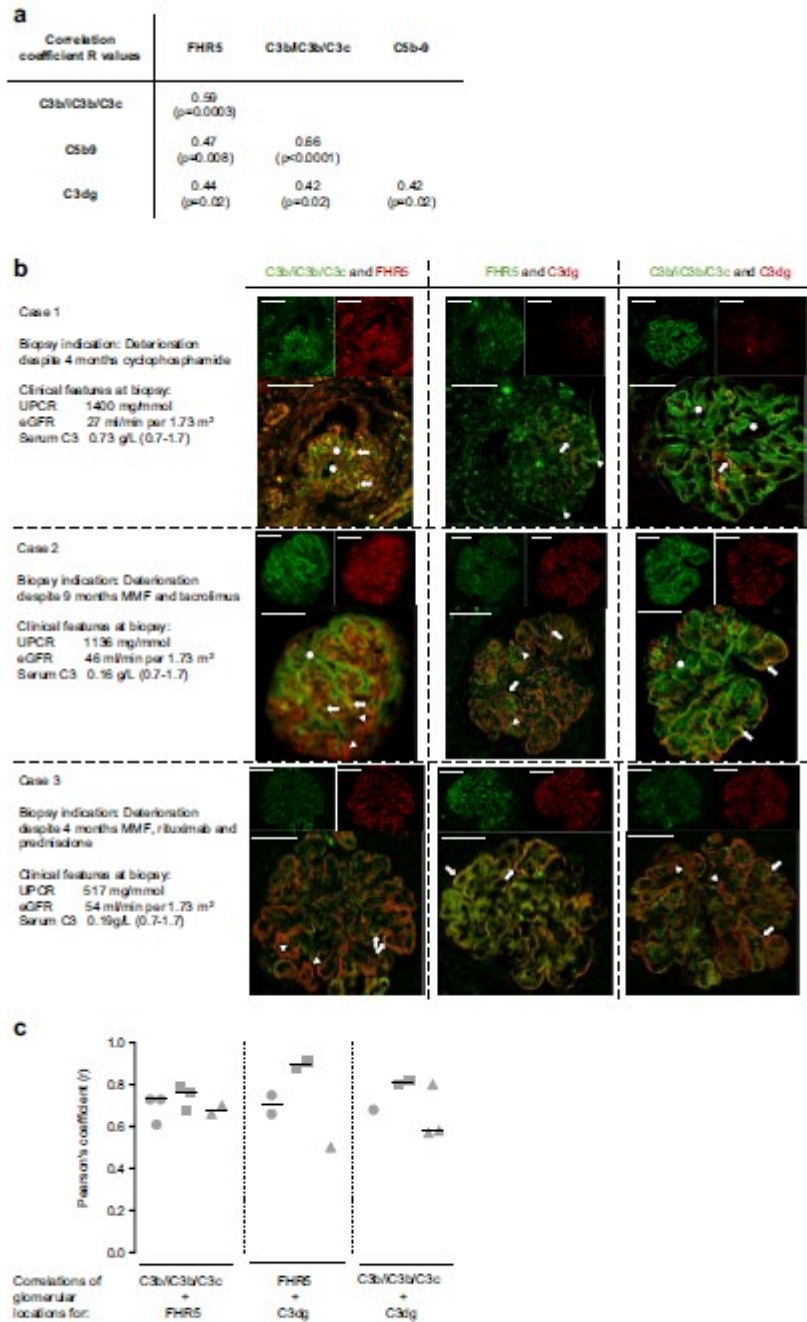 a
Correlation coefficient R values FHR5 C3b/iC3b/C3c C5b-9
C3b/iC3b/C3c 0.59 (p=0.0003)
C5b9 0.47 (p=0.008) 0.66 (p<0.0001)
C3dg 0.44 (p=0.02) 0.42 (p=0.02) 0.42 (p=0.02)
b
C3b/iC3b/C3c and FHR5 FHR5 and C3dg C3b/iC3b/C3c and C3dg
Case 1
Biopsy indication: Deterioration
despite 4 months cyclophosphamide
Clinical features at biopsy:
UPCR 1400 mg/mmol
eGFR 27 ml/min per 1.73 m²
Serum C3 0.73 g/L (0.7-1.7)
Case 2
Biopsy indication: Deterioration
despite 9 months MMF and tacrolimus
Clinical features at biopsy:
UPCR 1136 mg/mmol
eGFR 46 ml/min per 1.73 m²
Serum C3 0.16 g/L (0.7-1.7)
Case 3
Biopsy indication: Deterioration
despite 4 months MMF, rituximab and
prednisolone
Clinical features at biopsy:
UPCR 517 mg/mmol
eGFR 54 ml/min per 1.73 m²
Serum C3 0.19g/L (0.7-1.7)
c
Pearson's coefficient (r)
1.0
0.8
0.6
0.4
0.2
0.0
Correlations of
glomerular
locations for:
C3b/iC3b/C3c
+
FHR5
FHR5
+
C3dg
C3b/iC3b/C3c
+
C3dg